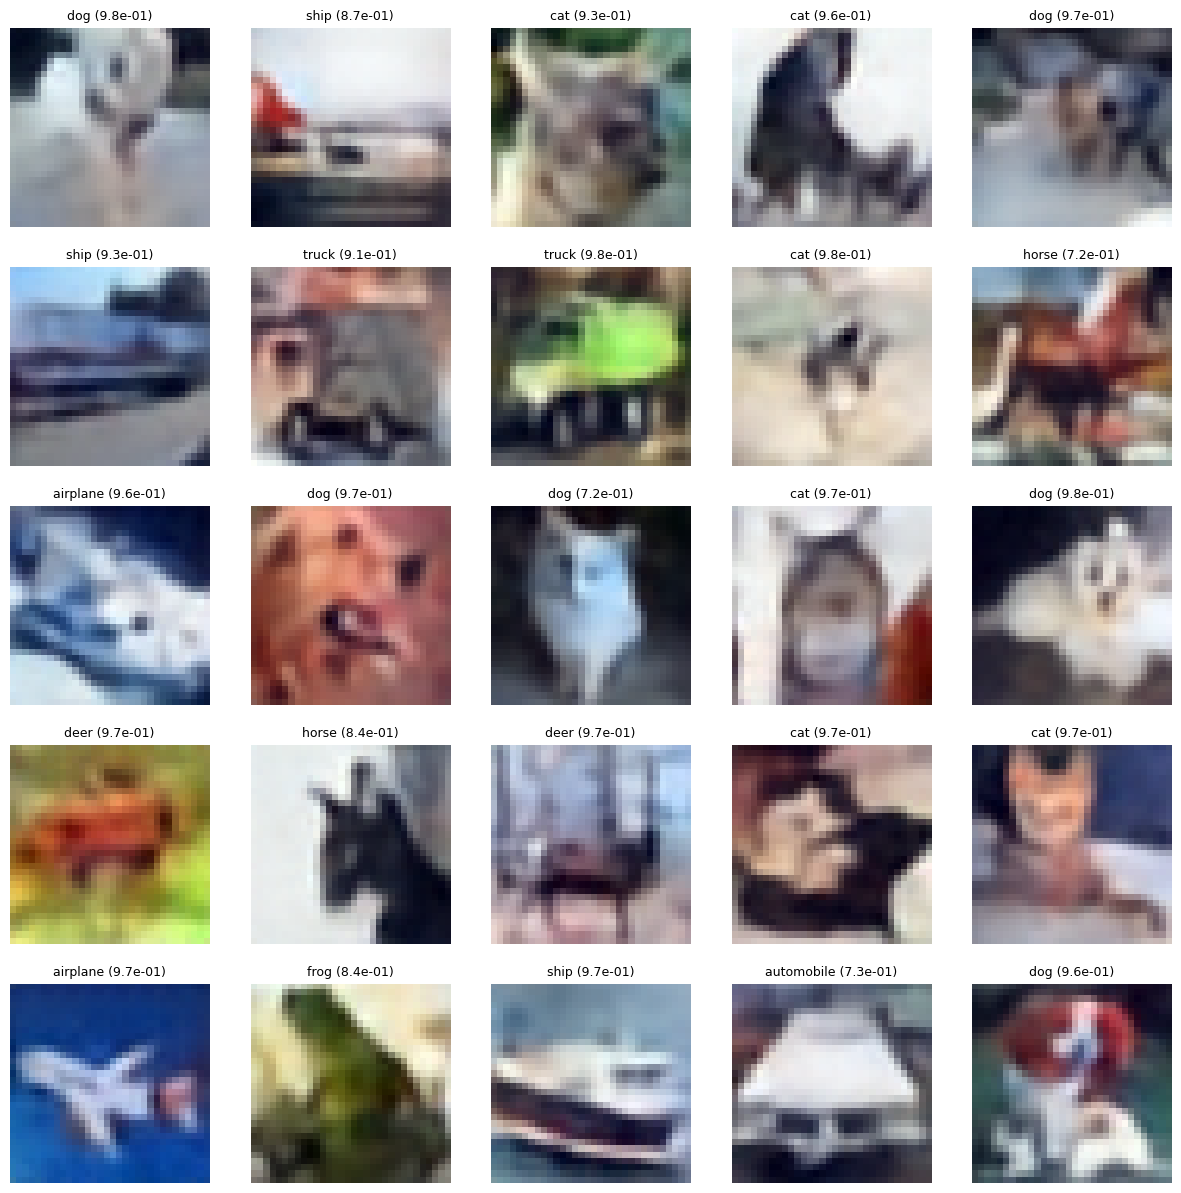 dog (9.8e-01)
ship (8.7e-01)
cat (9.3e-01)
cat (9.6e-01)
dog (9.7e-01)
ship (9.3e-01)
truck (9.1e-01)
truck (9.8e-01)
cat (9.8e-01)
horse (7.2e-01)
airplane (9.6e-01)
dog (9.7e-01)
dog (7.2e-01)
cat (9.7e-01)
dog (9.8e-01)
deer (9.7e-01)
horse (8.4e-01)
deer (9.7e-01)
cat (9.7e-01)
cat (9.7e-01)
airplane (9.7e-01)
frog (8.4e-01)
ship (9.7e-01)
automobile (7.3e-01)
dog (9.6e-01)